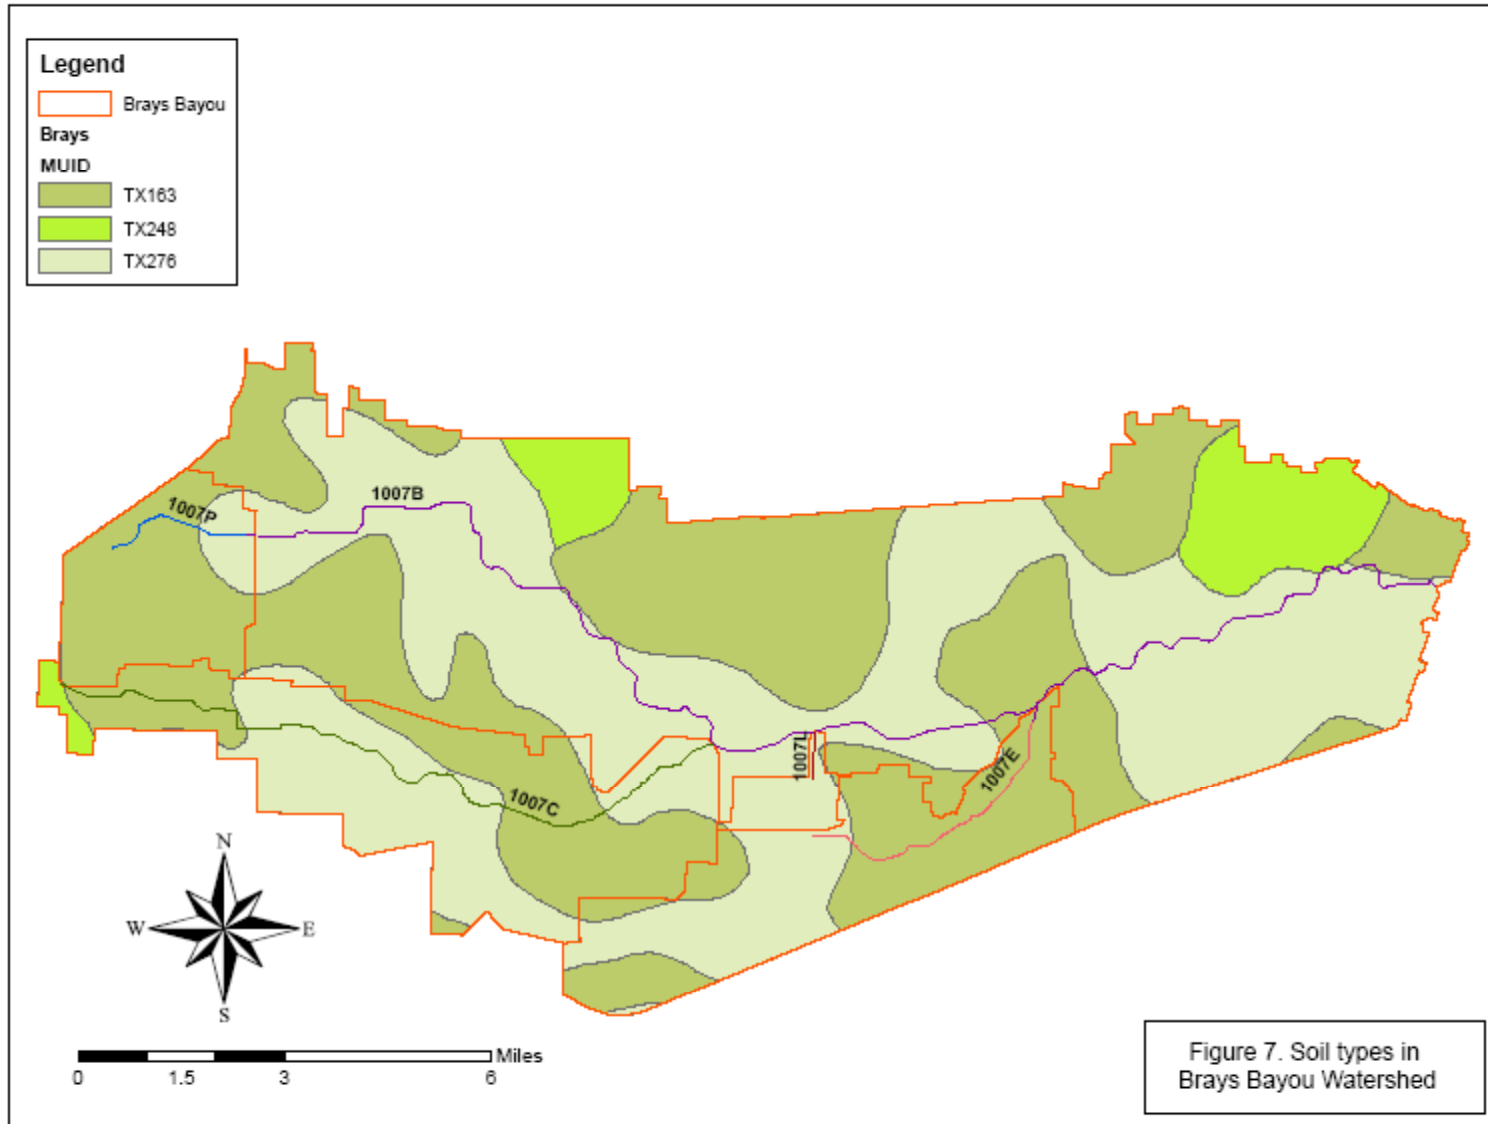 Legend
Brays Bayou
Brays
MUID
TX163
TX248
TX276
1007P
1007B
1007C
1007L
1007E
N
W E
S
Miles
0 1.5 3 6
Figure 7. Soil types in
Brays Bayou Watershed